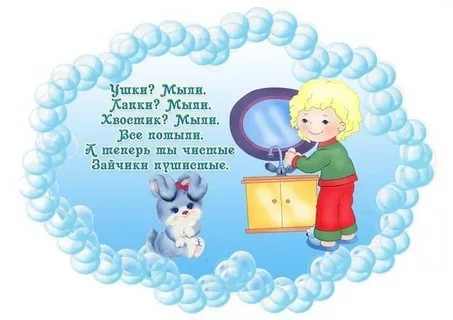 Ушки? Мыли.
Лапки? Мыли.
Хвостик? Мыли.
Все помыли.
А теперь мы чистые
Зайчики пушистые.